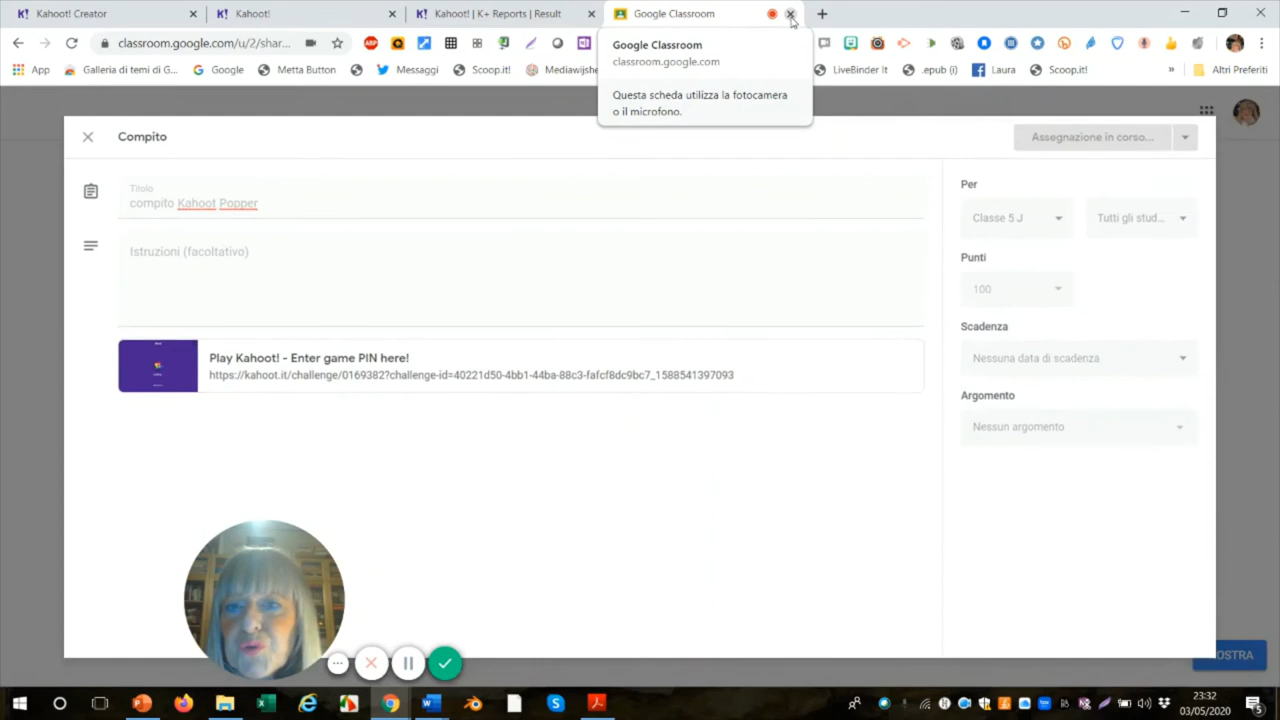 Kahoot! Creator
Kahoot!
Kahoot! | K+ Reports | Result
Google Classroom
classroom.google.com/u/2/shar...
ABP
Google Classroom
classroom.google.com
Questa scheda utilizza la fotocamera
o il microfono.
App
Galleria di temi di G...
Google
Metta Button
Messaggi
Scoop.it!
Mediawijshe
LiveBinder It
.epub (i)
Laura
Scoop.it!
»
Altri Preferiti
Compito
Assegnazione in corso...
Titolo
compito Kahoot Popper
Istruzioni (facoltativo)
Play Kahoot! - Enter game PIN here!
https://kahoot.it/challenge/0169382?challenge-id=40221d50-4bb1-44ba-88c3-fafcf8dc9bc7_1588541397093
Per
Classe 5 J
Tutti gli stud...
Punti
100
Scadenza
Nessuna data di scadenza
Argomento
Nessun argomento
OSTRA
23:32
03/05/2020
5